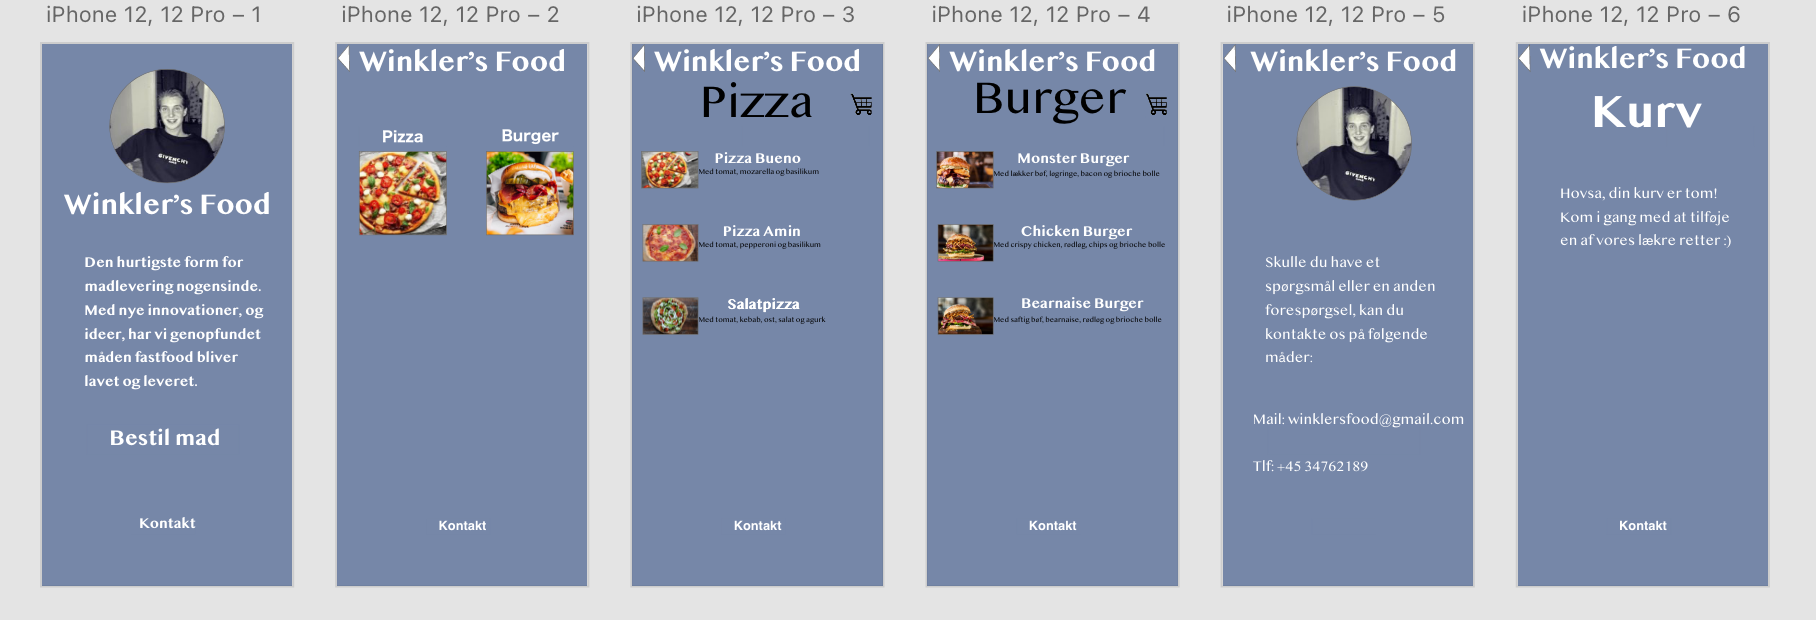 iPhone 12, 12 Pro – 1
GIVENCHY
PARIS
Winkler’s Food
Den hurtigste form for
madlevering nogensinde.
Med nye innovationer, og
ideer, har vi genopfundet
måden fastfood bliver
lavet og leveret.
Bestil mad
Kontakt
iPhone 12, 12 Pro – 2
Winkler’s Food
Pizza
Burger
Kontakt
iPhone 12, 12 Pro – 3
Winkler’s Food
Pizza
Pizza Bueno
Med tomat, mozarella og basilikum
Pizza Amin
Med tomat, pepperoni og basilikum
Salatpizza
Med tomat, kebab, ost, salat og agurk
Kontakt
iPhone 12, 12 Pro – 4
Winkler’s Food
Burger
Monster Burger
Med lækker bøf, løgringe, bacon og brioche bolle
Chicken Burger
Med crispy chicken, rødløg, chips og brioche bolle
Bearnaise Burger
Med saftig bøf, bearnaise, rødløg og brioche bolle
Kontakt
iPhone 12, 12 Pro – 5
Winkler’s Food
GIVENCHY
PARIS
Skulle du have et
spørgsmål eller en anden
forespørgsel, kan du
kontakte os på følgende
måder:
Mail: winklersfood@gmail.com
Tlf: +45 34762189
iPhone 12, 12 Pro – 6
Winkler’s Food
Kurv
Hovsa, din kurv er tom!
Kom i gang med at tilføje
en af vores lækre retter :)
Kontakt